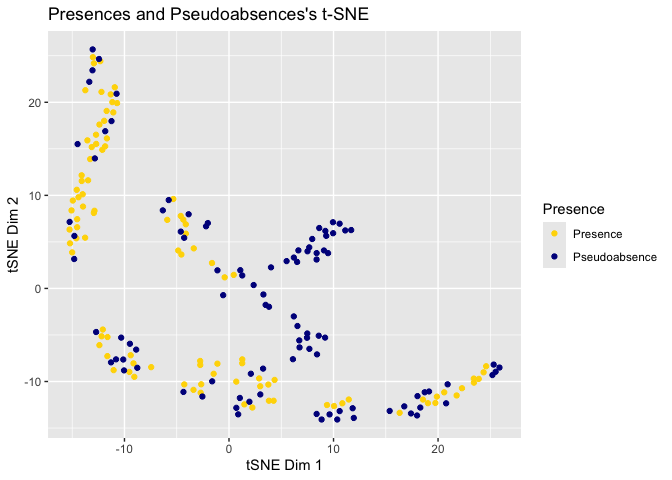 Presences and Pseudoabsences's t-SNE
20
10
0
-10
tSNE Dim 2
-10
0
10
20
tSNE Dim 1
Presence
Presence
Pseudoabsence